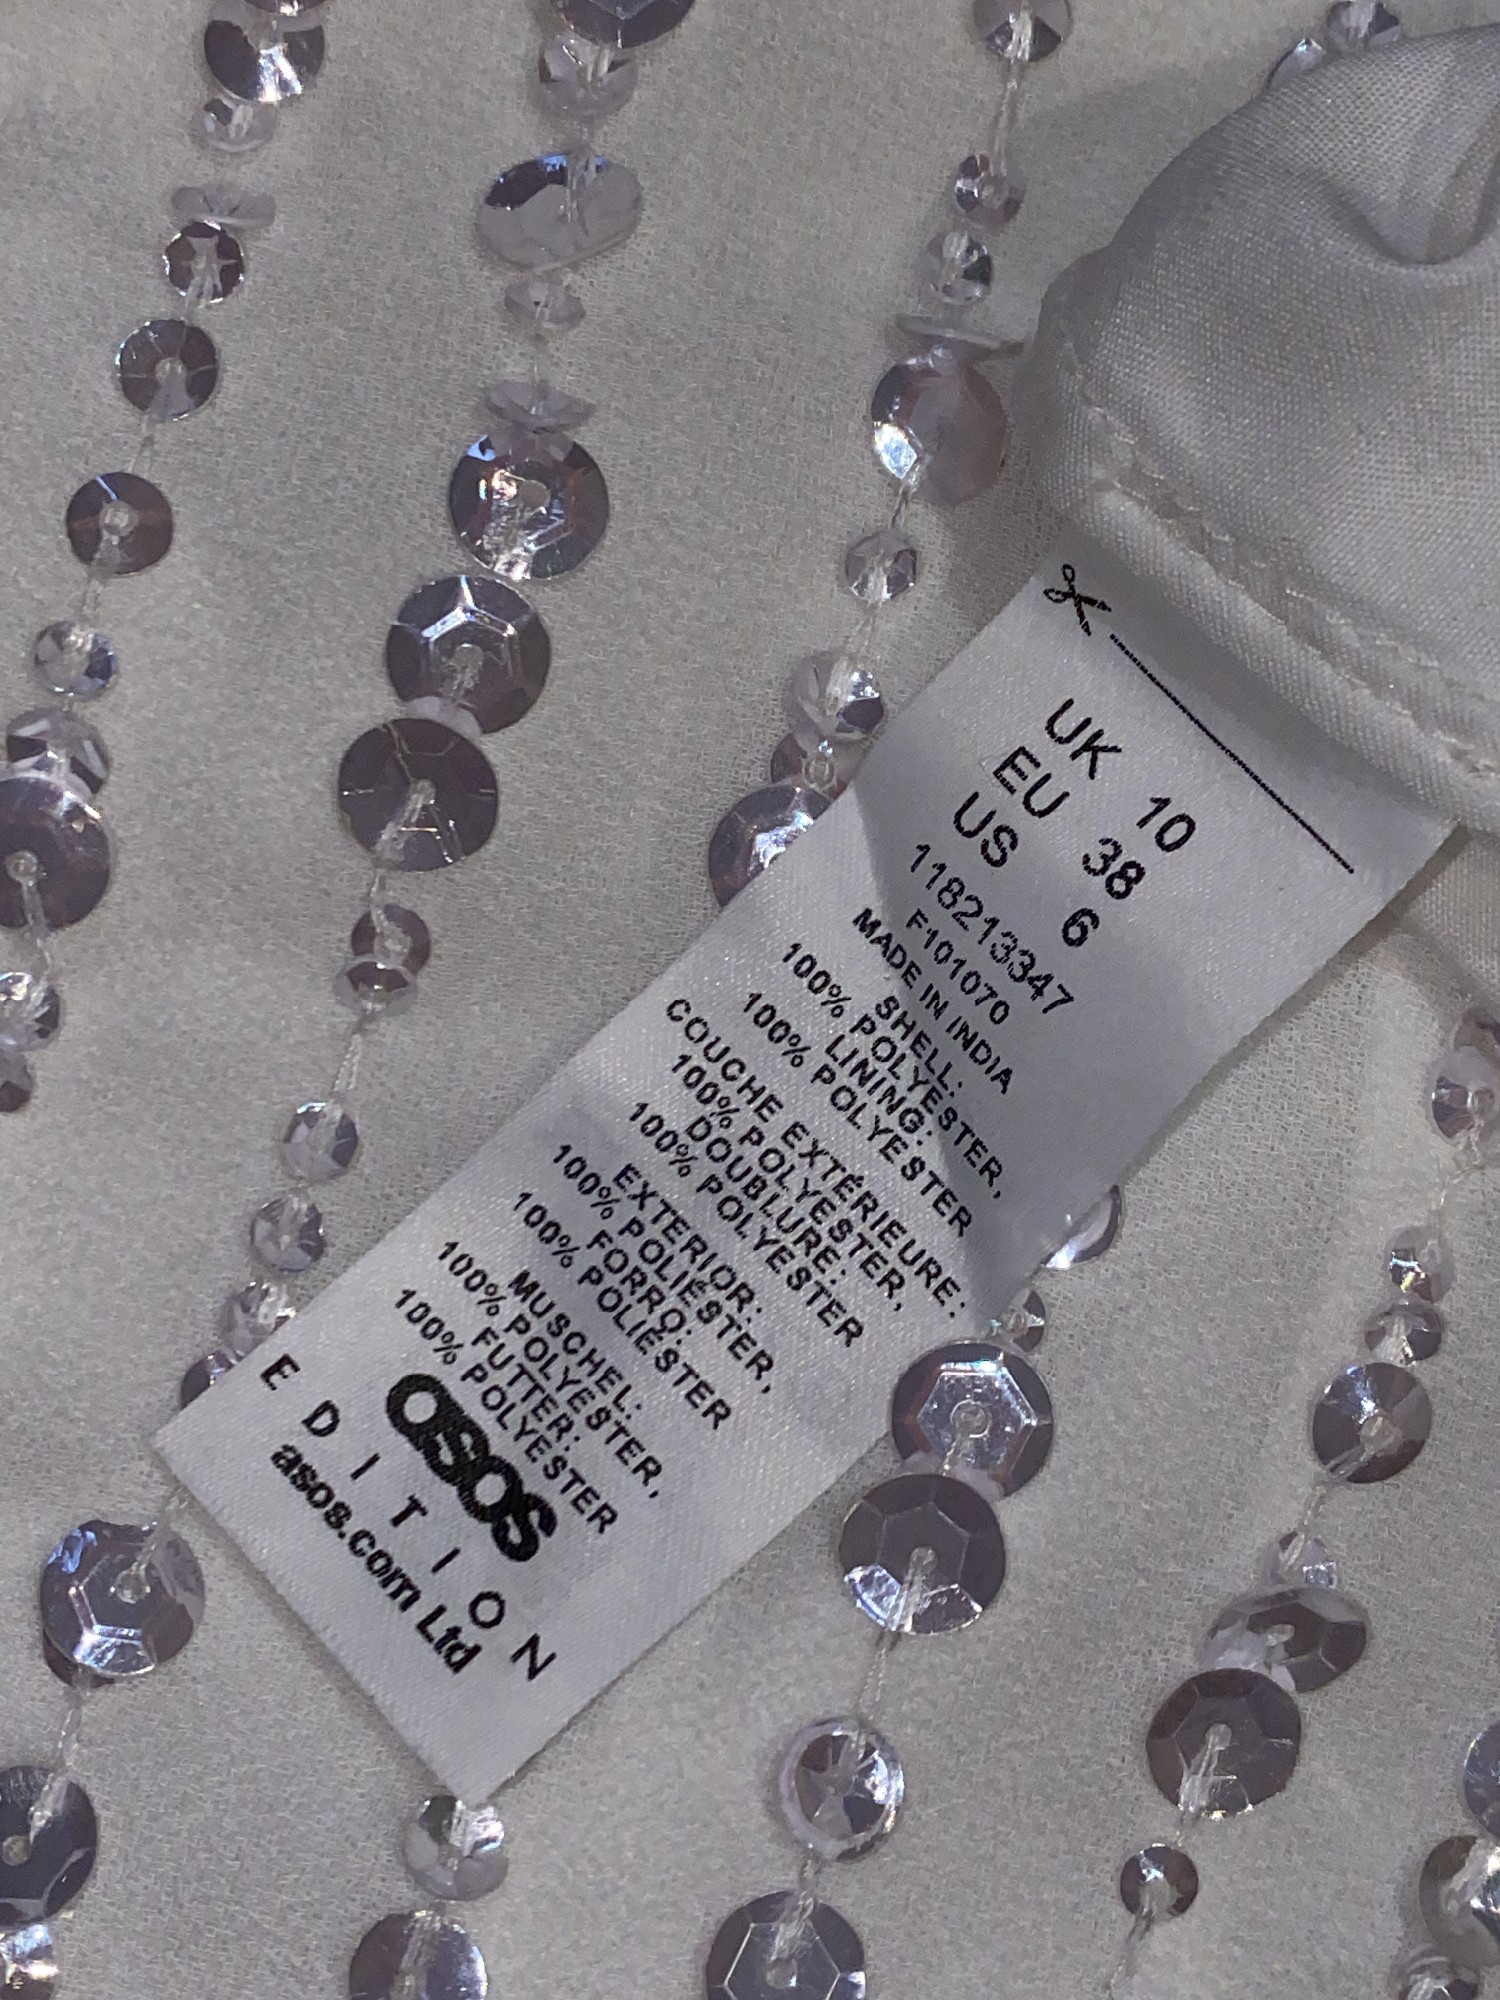 UK 10
EU 38
US 6
118213347
F101070
MADE IN INDIA
SHELL:
100% POLYESTER,
LINING:
100% POLYESTER
COUCHE EXTÉRIEURE:
100% POLYESTER,
DOUBLURE:
100% POLYESTER
EXTERIOR:
100% POLIÉSTER,
FORRO:
100% POLIÉSTER
MUSCHEL:
100% POLYESTER,
FUTTER:
100% POLYESTER
asos
EDITION
asos.com Ltd